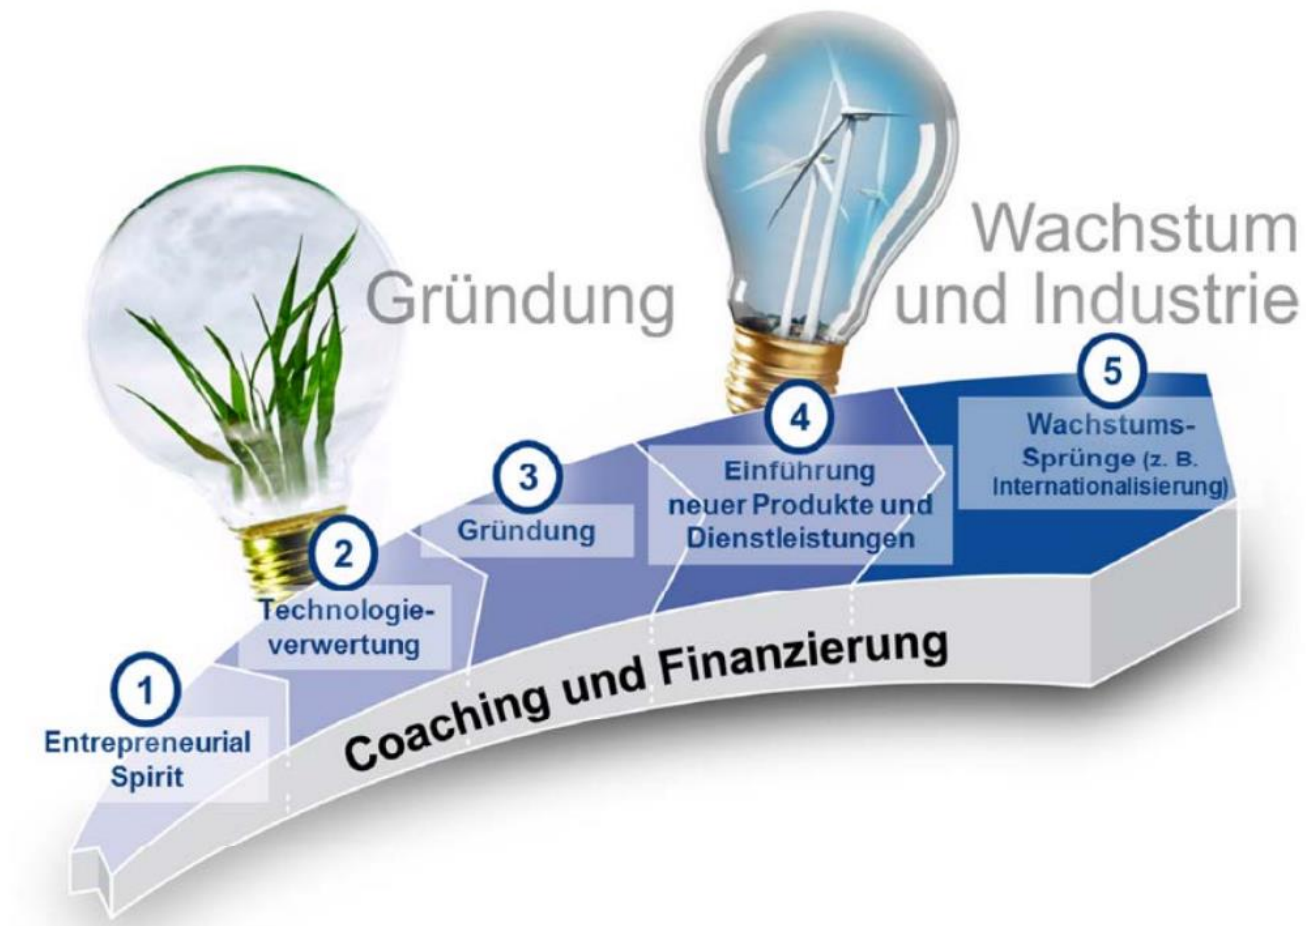 Gründung
Wachstum
und Industrie
1
Entrepreneurial
Spirit
2
Technologie-
verwertung
3
Gründung
4
Einführung
neuer Produkte und
Dienstleistungen
5
Wachstums-
Sprünge (z. B.
Internationalisierung)
Coaching und Finanzierung